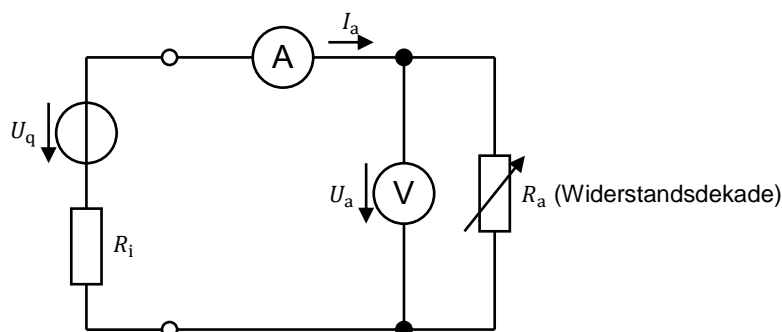 I_a
A
U_q
U_a
V
R_a (Widerstandsdekade)
R_i